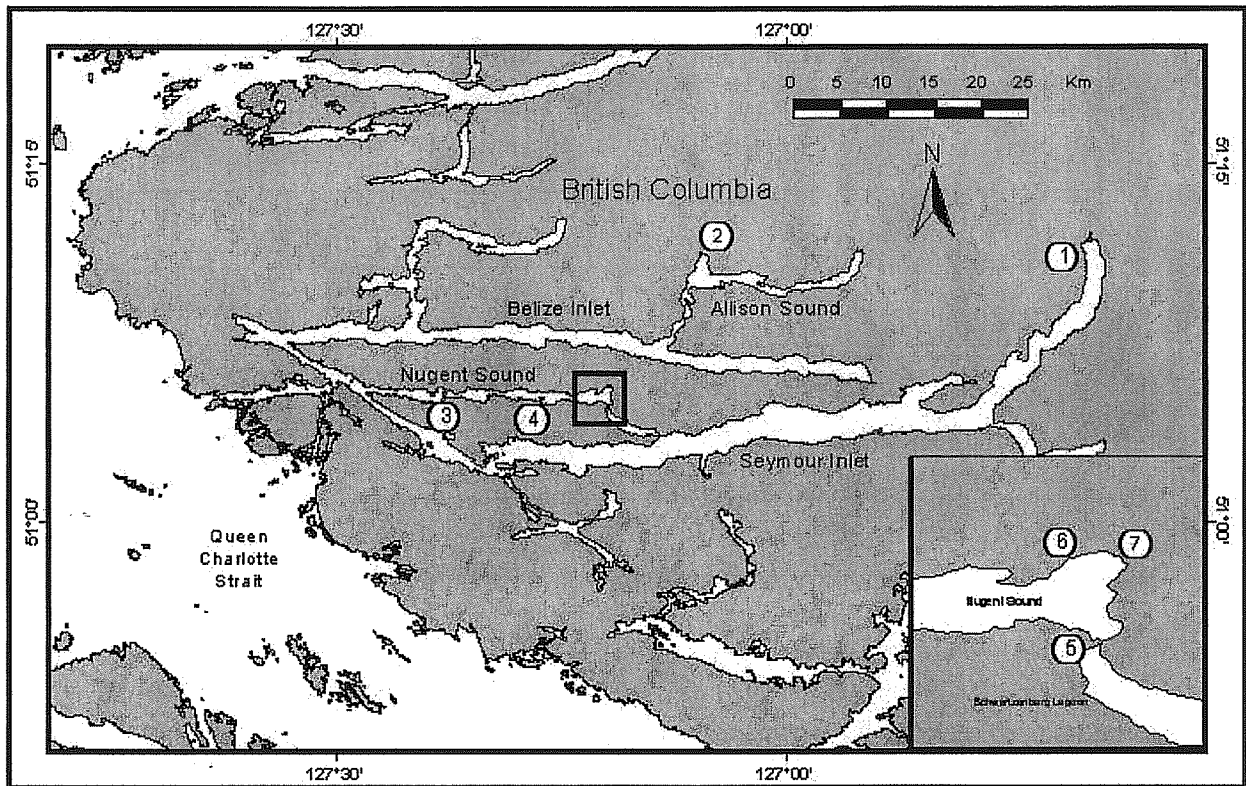 127°30' 127°00'
0 5 10 15 20 25 Km
N
51°15' 51°15'
British Columbia
2
1
Belize Inlet Allison Sound
Nugent Sound
3 4
Seymour Inlet
51°00' 51°00'
Queen
Charlotte
Strait
6 7
Nugent Sound
5
Schwartzenberg Lagoon
127°30' 127°00'